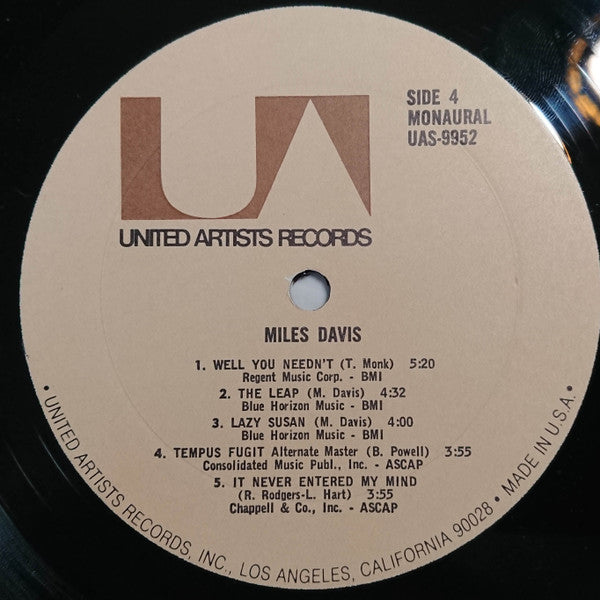 SIDE 4
MONAURAL
UAS-9952
UA
UNITED ARTISTS RECORDS
MILES DAVIS
1. WELL YOU NEEDN'T (T. Monk) 5:20
Regent Music Corp. - BMI
2. THE LEAP (M. Davis) 4:32
Blue Horizon Music - BMI
3. LAZY SUSAN (M. Davis) 4:00
Blue Horizon Music - BMI
4. TEMPUS FUGIT Alternate Master (B. Powell) 3:55
Consolidated Music Publ., Inc. - ASCAP
5. IT NEVER ENTERED MY MIND
(R. Rodgers-L. Hart) 3:55
Chappell & Co., Inc. - ASCAP
• UNITED ARTISTS RECORDS, INC., LOS ANGELES, CALIFORNIA 90028 • MADE IN U.S.A. •